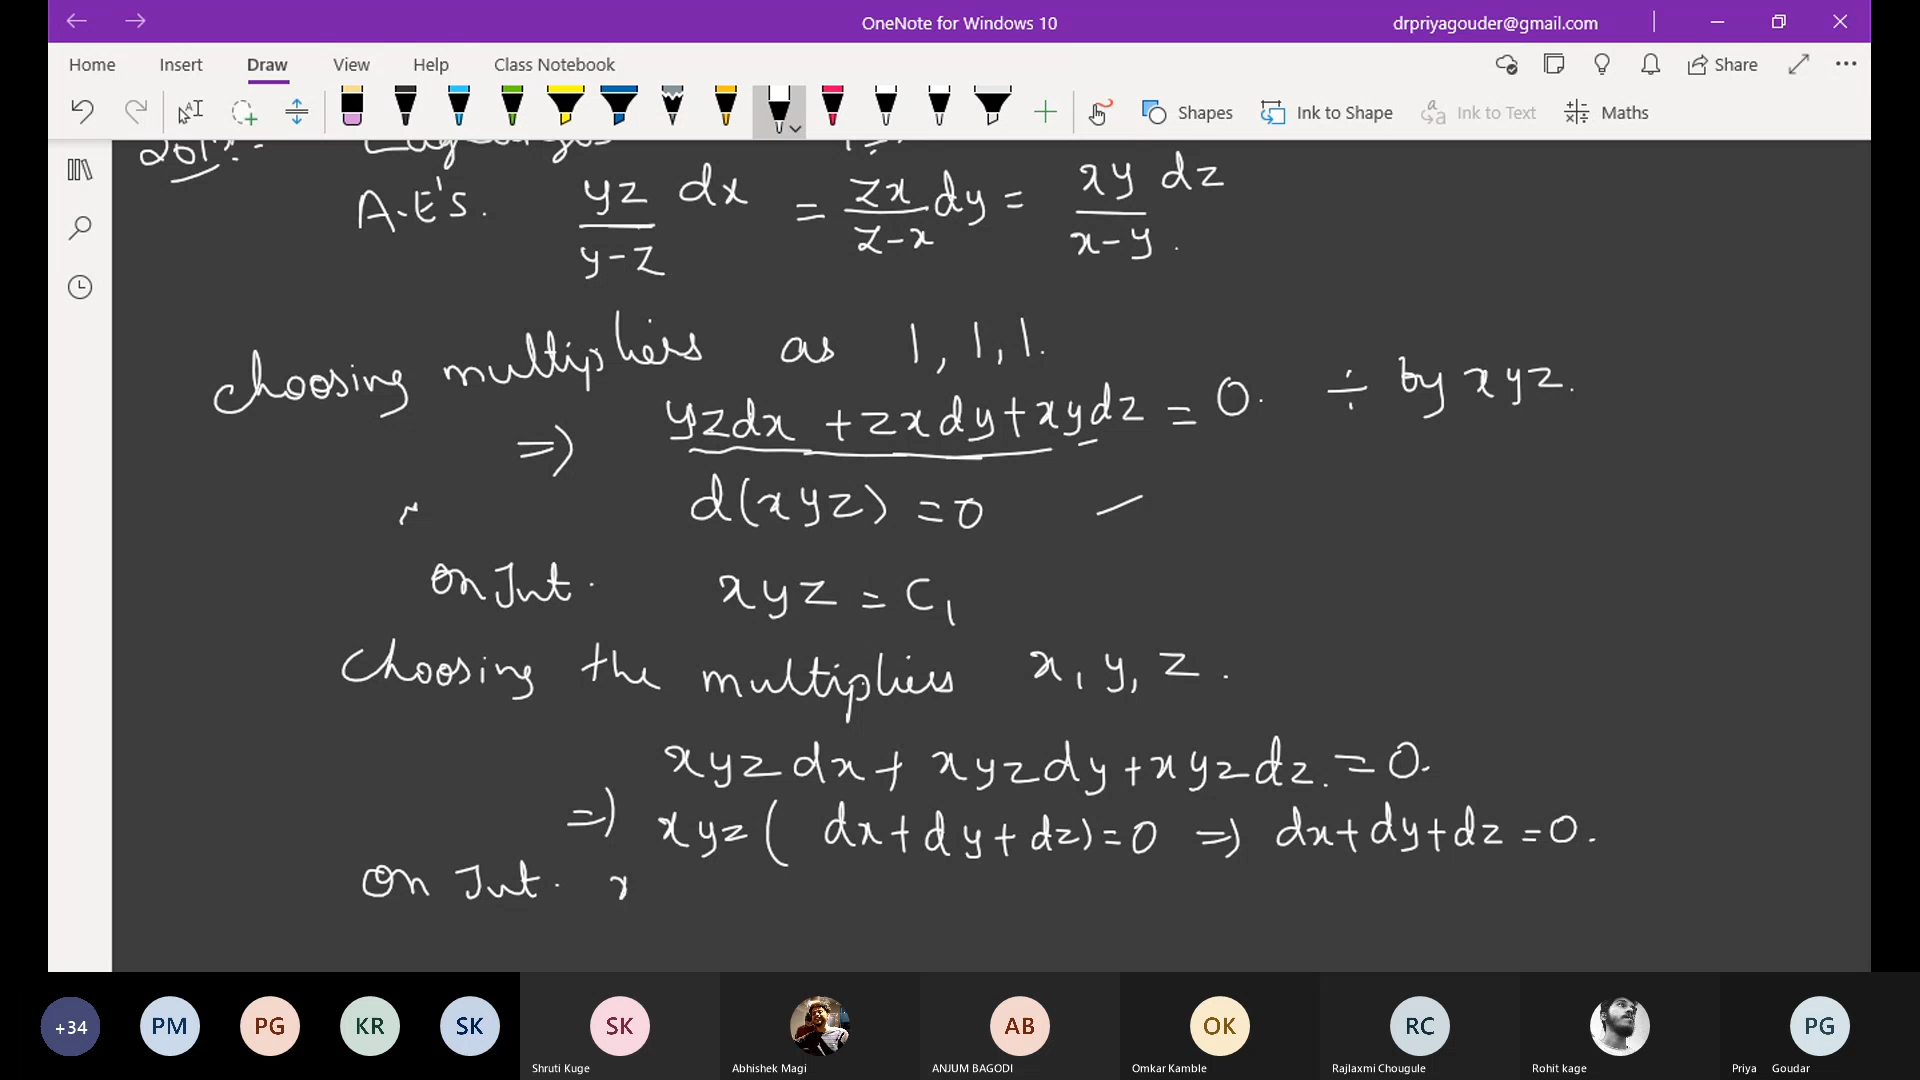 OneNote for Windows 10
drpriyagouder@gmail.com
Home Insert Draw View Help Class Notebook
Share
Shapes Ink to Shape Ink to Text Maths
Sol:-
A.E's. yz/(y-z) dx = zx/(z-x) dy = xy dz/(x-y).
Choosing multipliers as 1, 1, 1.
=> yzdx + zxdy + xydz = 0. ÷ by xyz.
d(xyz) = 0
On Int. xyz = C₁
Choosing the multipliers x, y, z.
xyz dx + xyzdy + xyzdz. = 0.
=> xyz ( dx + dy + dz) = 0 => dx + dy + dz = 0.
On Int. x
+34 PM PG KR SK SK AB OK RC PG
Shruti Kuge Abhishek Magi ANJUM BAGODI Omkar Kamble Rajlaxmi Chougule Rohit kage Priya Goudar